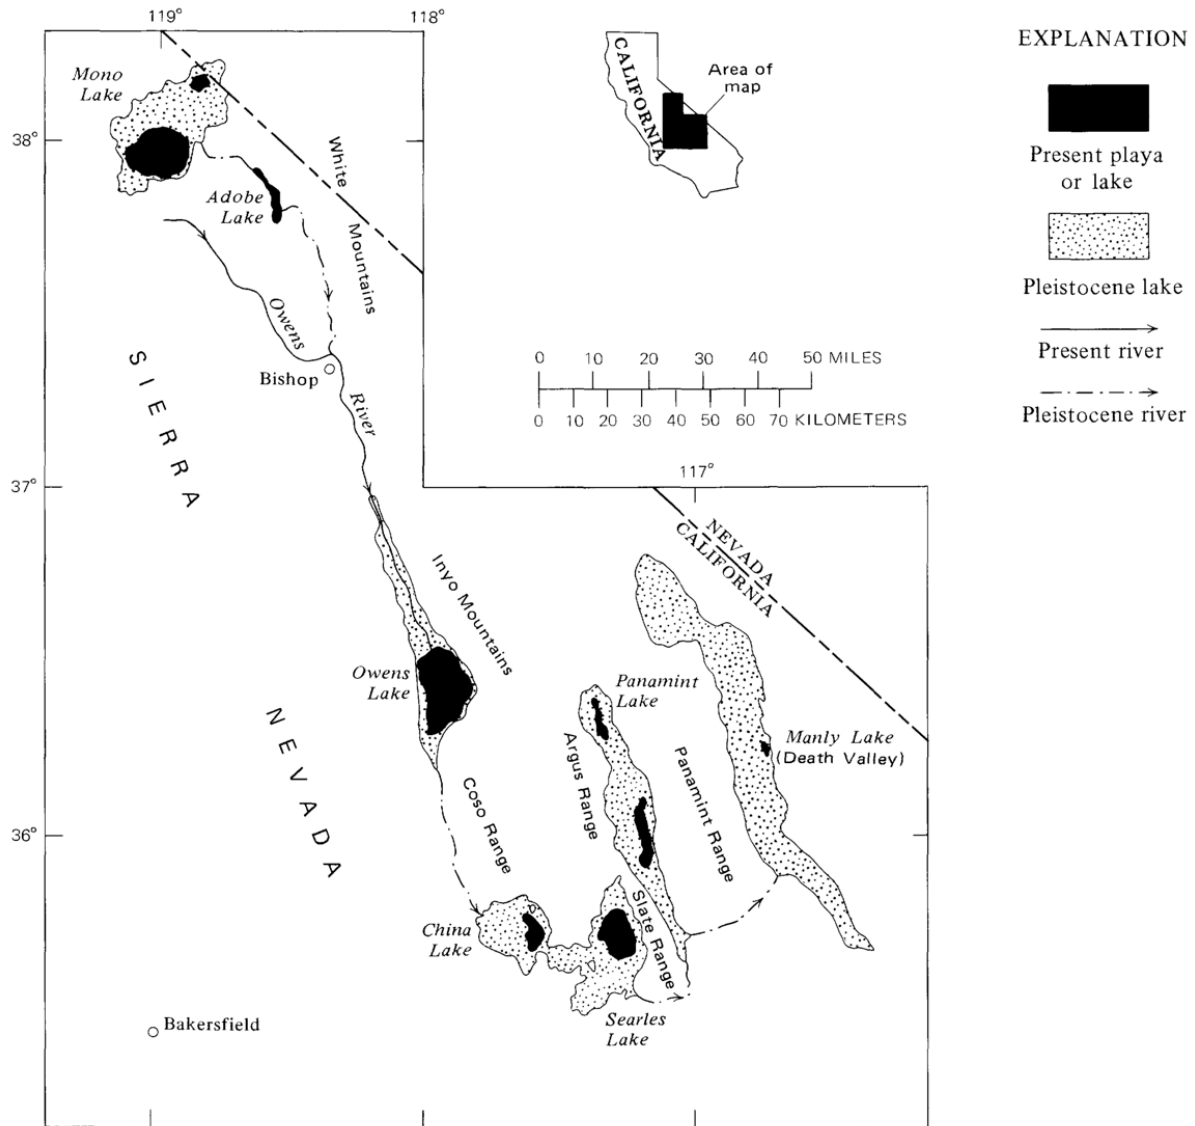 119°
118°
Mono
Lake
38°
White
Mountains
Adobe
Lake
Owens
River
Bishop
SIERRA
NEVADA
37°
Inyo Mountains
Owens
Lake
Coso Range
36°
China
Lake
Bakersfield
Searles
Lake
Slate Range
Argus Range
Panamint
Lake
Panamint Range
Manly Lake
(Death Valley)
117°
NEVADA
CALIFORNIA
CALIFORNIA
Area of
map
0 10 20 30 40 50 MILES
0 10 20 30 40 50 60 70 KILOMETERS
EXPLANATION
Present playa
or lake
Pleistocene lake
Present river
Pleistocene river